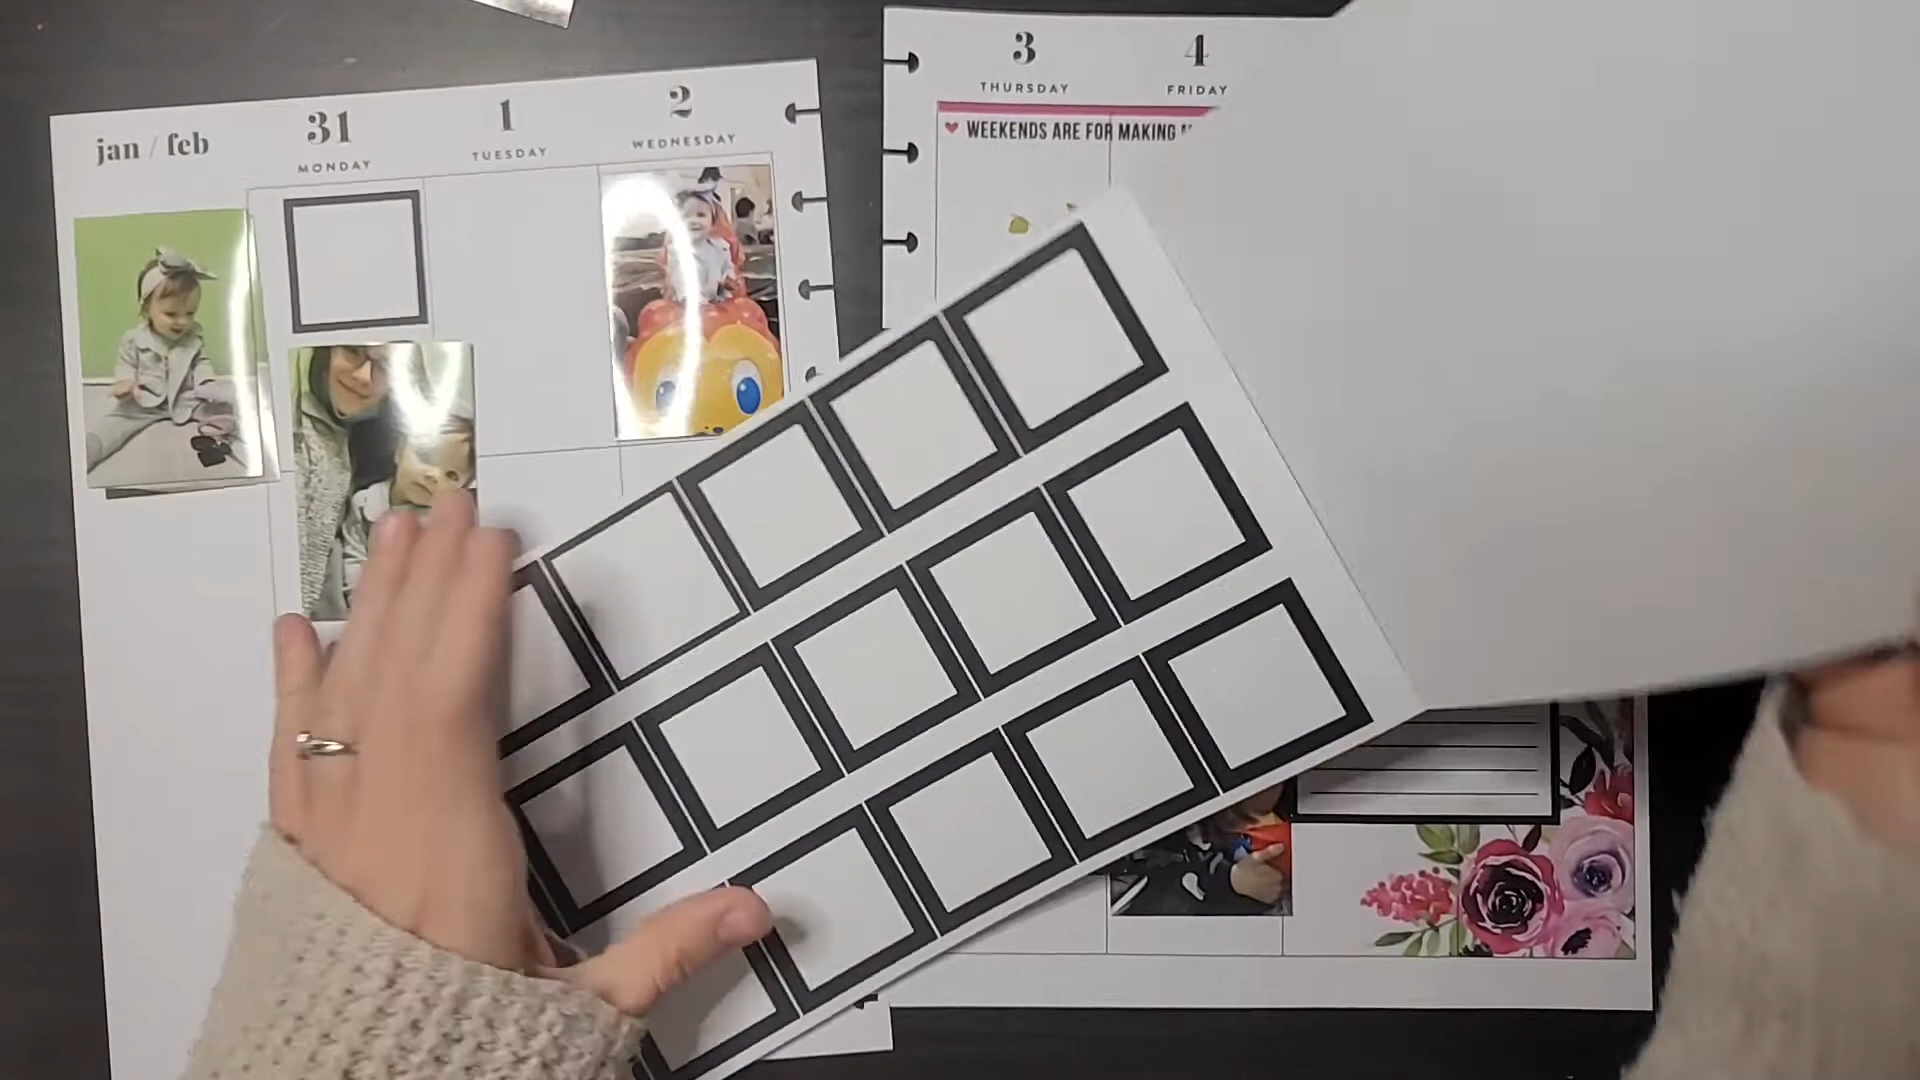 jan / feb
31
MONDAY
1
TUESDAY
2
WEDNESDAY
3
THURSDAY
4
FRIDAY
WEEKENDS ARE FOR MAKING